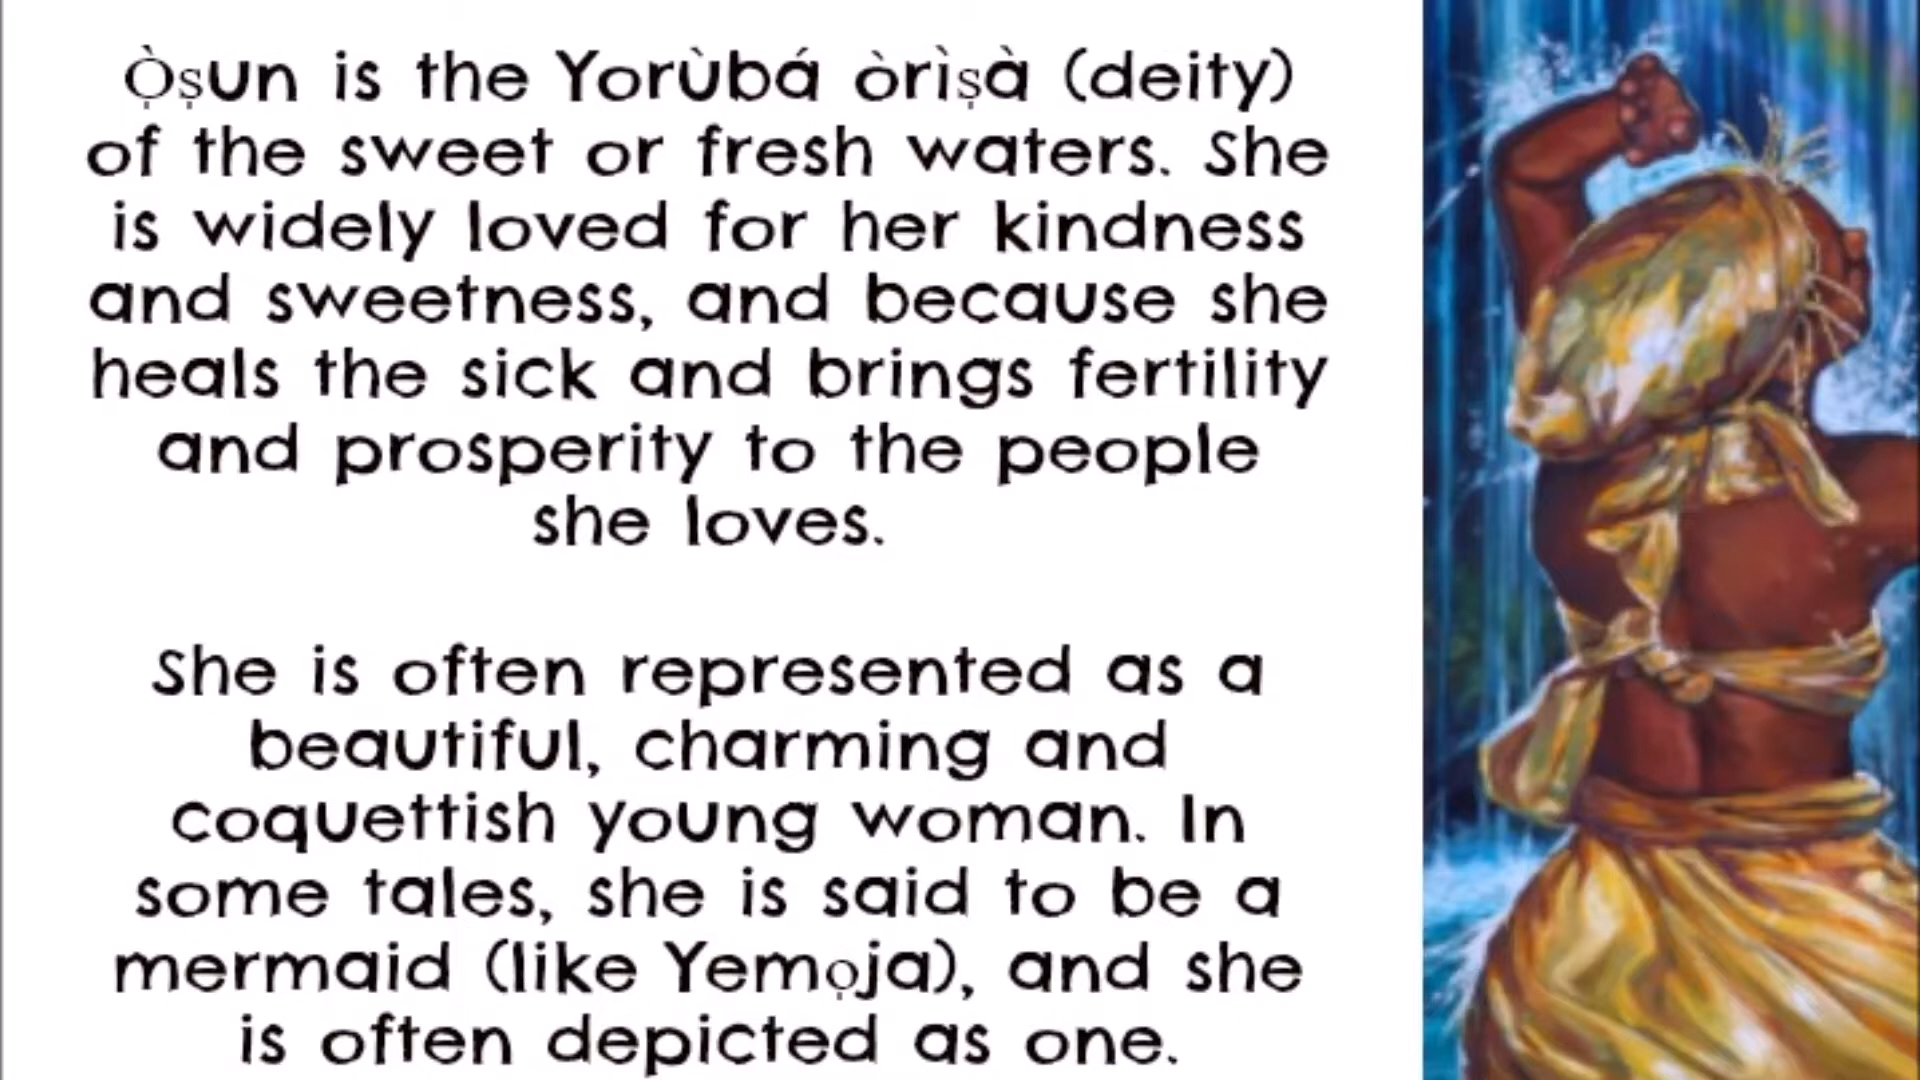 Ọ̀ṣun is the Yorùbá òrìṣà (deity)
of the sweet or fresh waters. She
is widely loved for her kindness
and sweetness, and because she
heals the sick and brings fertility
and prosperity to the people
she loves.
She is often represented as a
beautiful, charming and
coquettish young woman. In
some tales, she is said to be a
mermaid (like Yemọja), and she
is often depicted as one.